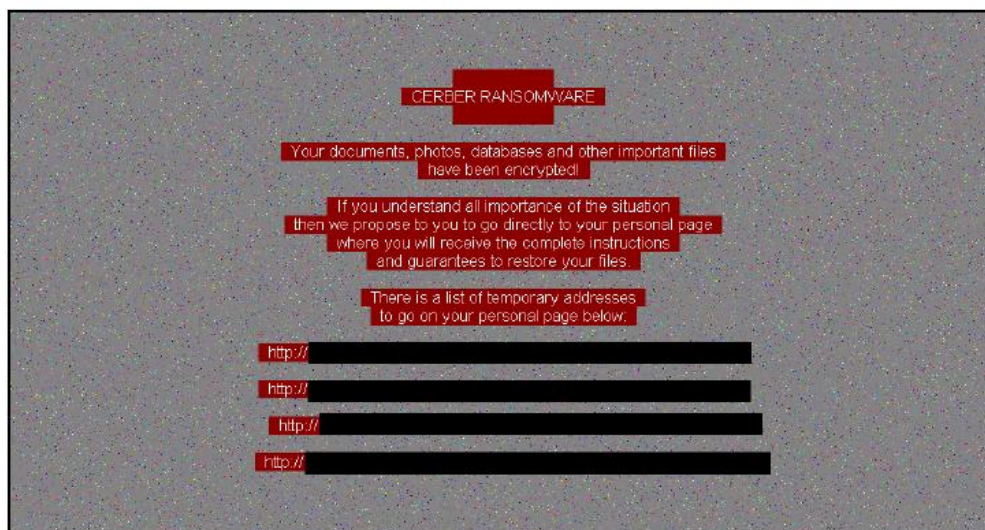 CERBER RANSOMWARE
Your documents, photos, databases and other important files
have been encrypted!
If you understand all importance of the situation
then we propose to you to go directly to your personal page
where you will receive the complete instructions
and guarantees to restore your files.
There is a list of temporary addresses
to go on your personal page below:
http://
http://
http://
http://